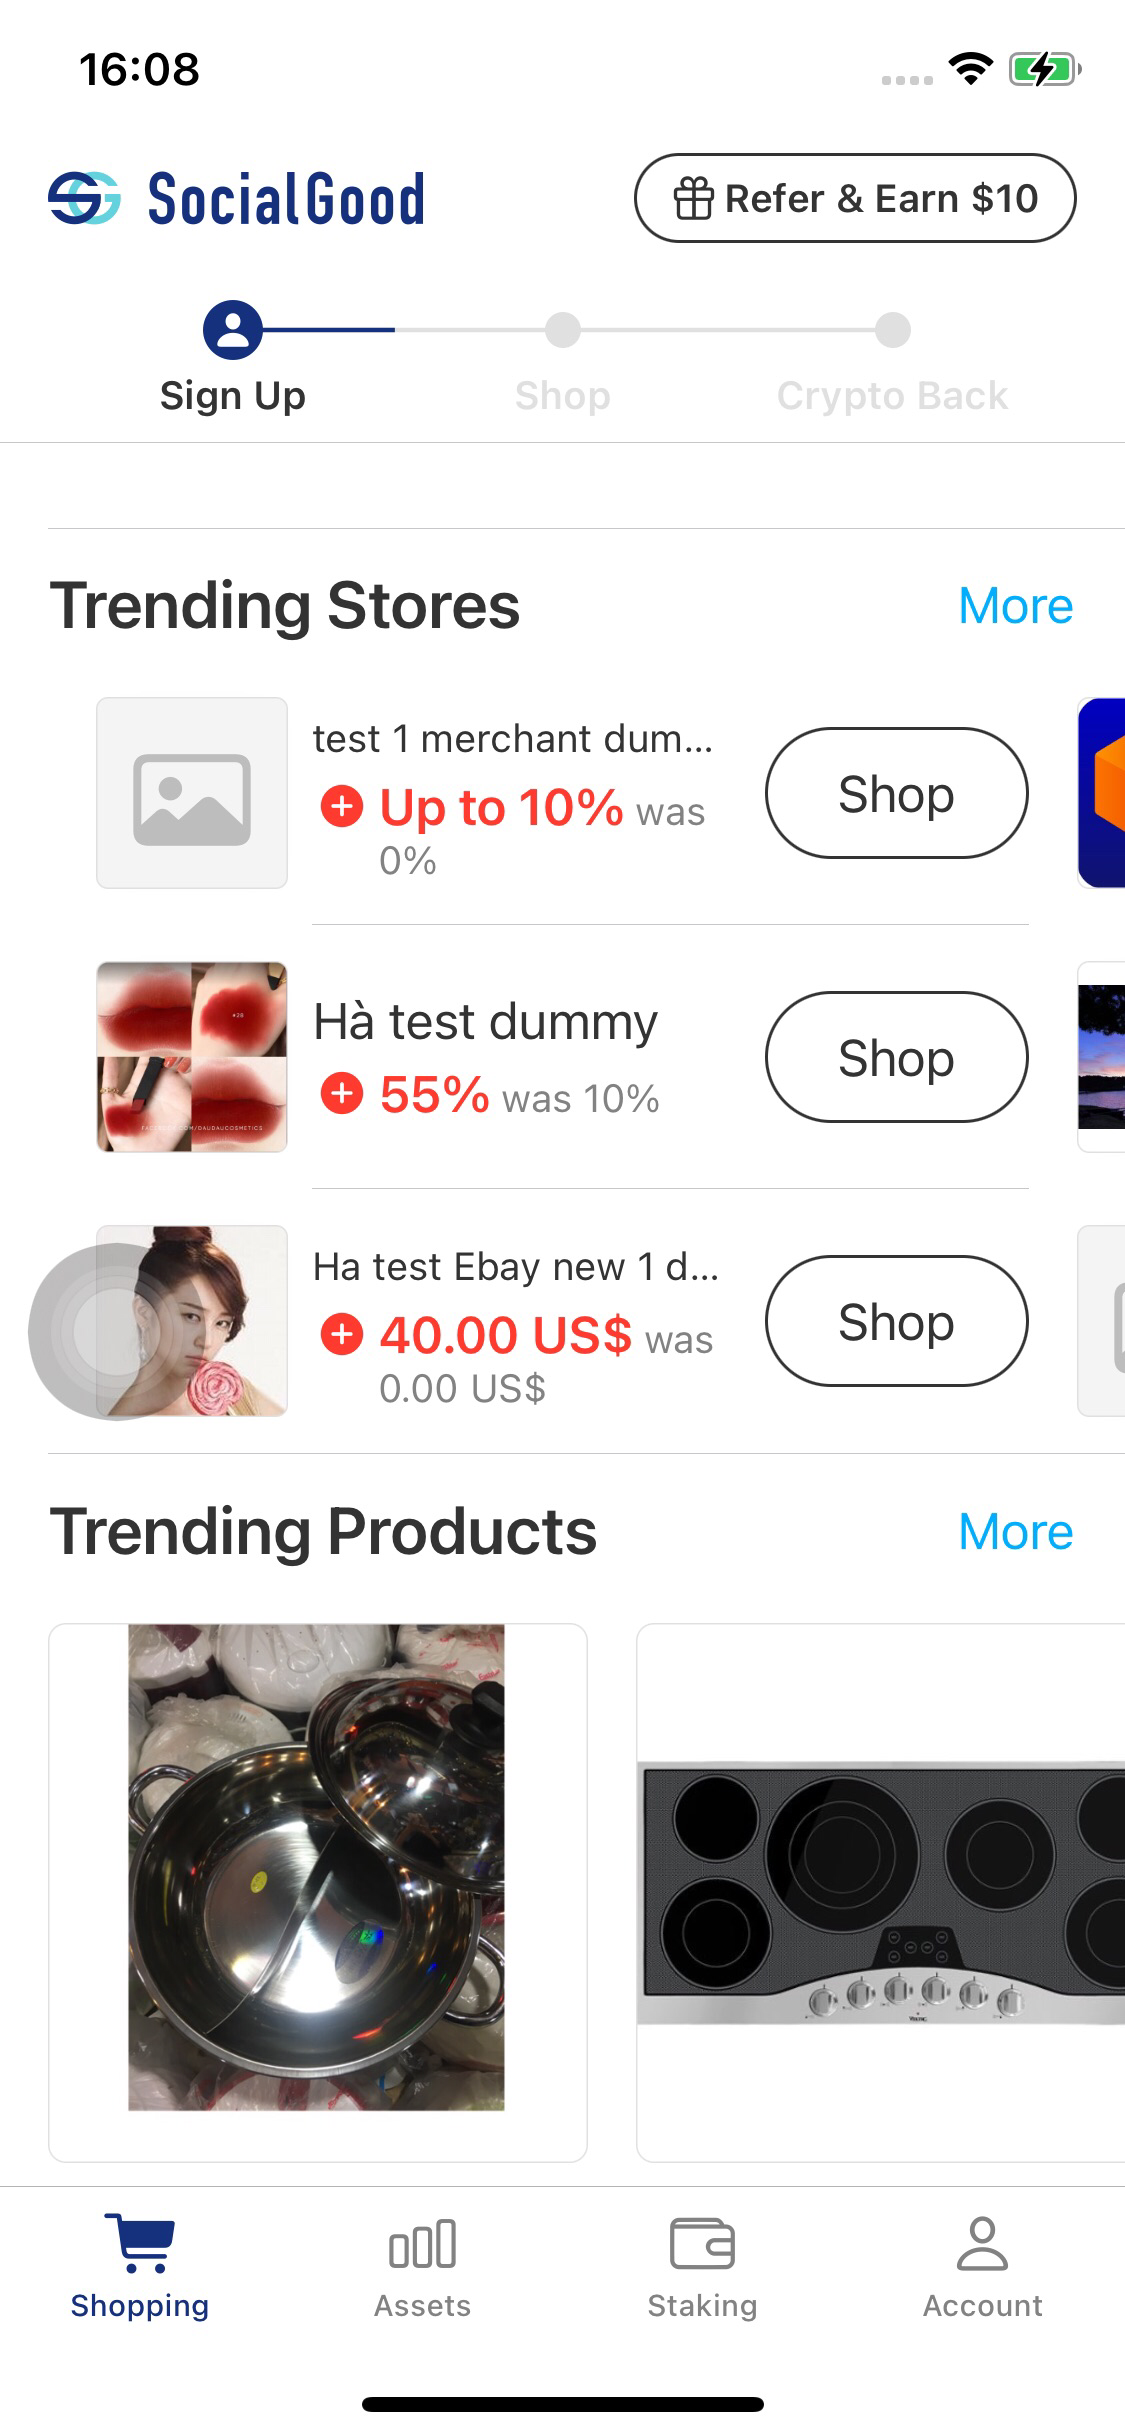 16:08
SocialGood
Refer & Earn $10
Sign Up
Shop
Crypto Back
Trending Stores
More
test 1 merchant dum...
Up to 10% was
0%
Shop
#28
Hà test dummy
55% was 10%
Shop
Ha test Ebay new 1 d...
40.00 US$ was
0.00 US$
Shop
Trending Products
More
VIKING
Shopping
Assets
Staking
Account